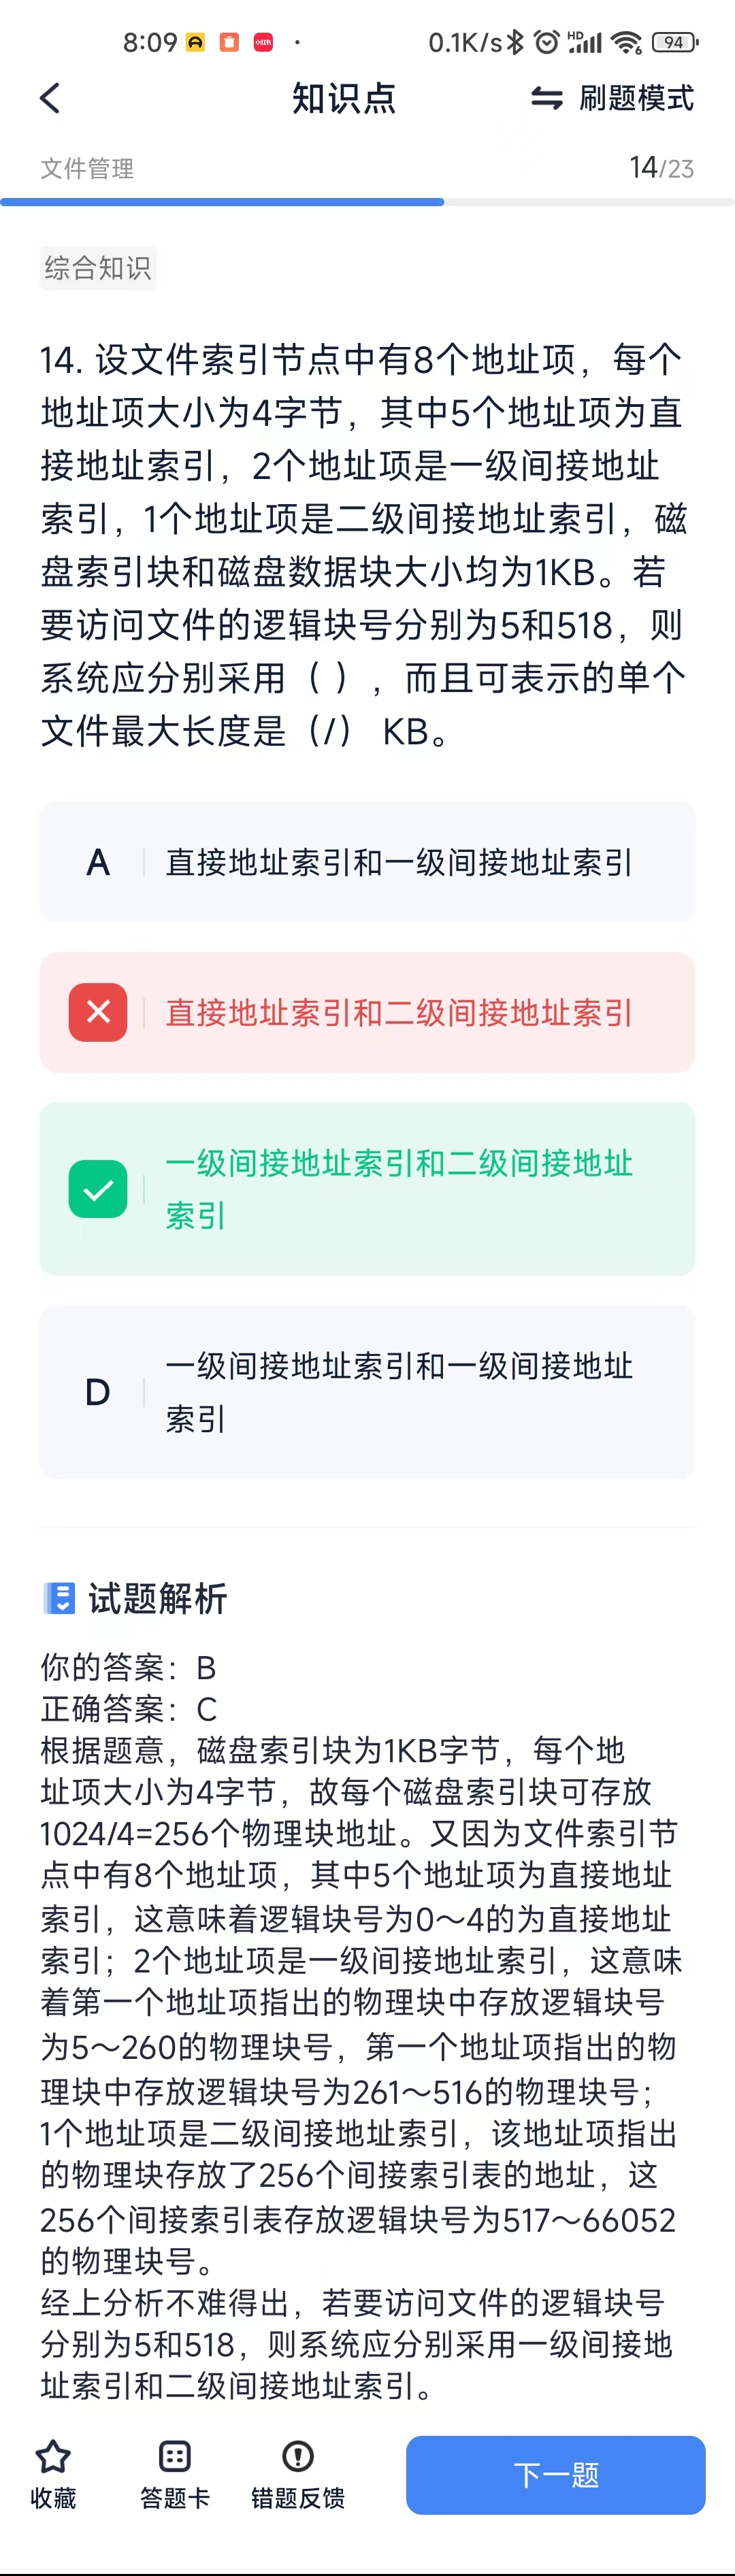 8:09 0.1K/s HD 6 94
知识点 刷题模式
文件管理 14/23
综合知识
14. 设文件索引节点中有8个地址项，每个
地址项大小为4字节，其中5个地址项为直
接地址索引，2个地址项是一级间接地址
索引，1个地址项是二级间接地址索引，磁
盘索引块和磁盘数据块大小均为1KB。若
要访问文件的逻辑块号分别为5和518，则
系统应分别采用（ ），而且可表示的单个
文件最大长度是（/） KB。
A 直接地址索引和一级间接地址索引
直接地址索引和二级间接地址索引
一级间接地址索引和二级间接地址
索引
D 一级间接地址索引和一级间接地址
索引
试题解析
你的答案：B
正确答案：C
根据题意，磁盘索引块为1KB字节，每个地
址项大小为4字节，故每个磁盘索引块可存放
1024/4=256个物理块地址。又因为文件索引节
点中有8个地址项，其中5个地址项为直接地址
索引，这意味着逻辑块号为0～4的为直接地址
索引；2个地址项是一级间接地址索引，这意味
着第一个地址项指出的物理块中存放逻辑块号
为5～260的物理块号，第一个地址项指出的物
理块中存放逻辑块号为261～516的物理块号；
1个地址项是二级间接地址索引，该地址项指出
的物理块存放了256个间接索引表的地址，这
256个间接索引表存放逻辑块号为517～66052
的物理块号。
经上分析不难得出，若要访问文件的逻辑块号
分别为5和518，则系统应分别采用一级间接地
址索引和二级间接地址索引。
收藏 答题卡 错题反馈 下一题